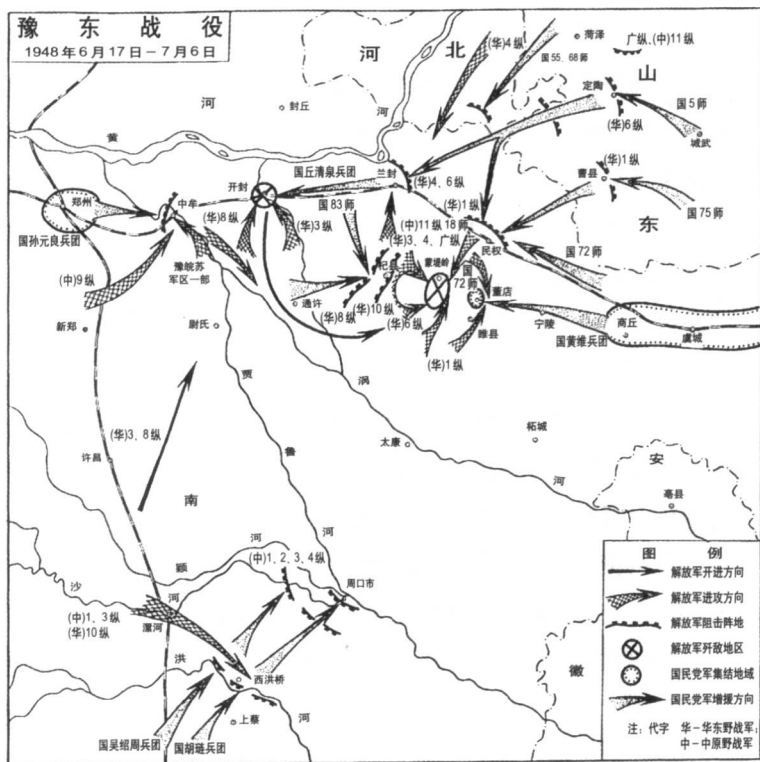 豫东战役
1948年6月17日－7月6日
河北
(华)4纵
国55、68师
菏泽
广纵、(中)11纵
山
河
封丘
河
定陶
国5师
(华)6纵
城武
黄
国丘清泉兵团
兰封
(华)1纵
曹县
郑州
中牟
开封
(华)4、6纵
(华)8纵
(华)3纵
国83师
(中)11纵
18师
(华)1纵
国75师
东
国孙元良兵团
(华)3、4、广纵
民权
国72师
豫皖苏
军区一部
杞县
国
72师
董店
(中)9纵
通许
(华)8纵
(华)10纵
(华)6纵
睢县
宁陵
商丘
虞城
新郑
尉氏
国黄维兵团
(华)1纵
贾
涡
(华)3、8纵
太康
柘城
许昌
鲁
河
安
亳县
南
河
河
(中)1、2、3、4纵
沙
颍
河
周口市
(中)1、3纵
(华)10纵
漯河
洪
西洪桥
徽
上蔡
河
国吴绍周兵团
国胡琏兵团
图例
解放军开进方向
解放军进攻方向
解放军阻击阵地
解放军歼敌地区
国民党军集结地域
国民党军增援方向
注：代字 华－华东野战军；
中－中原野战军